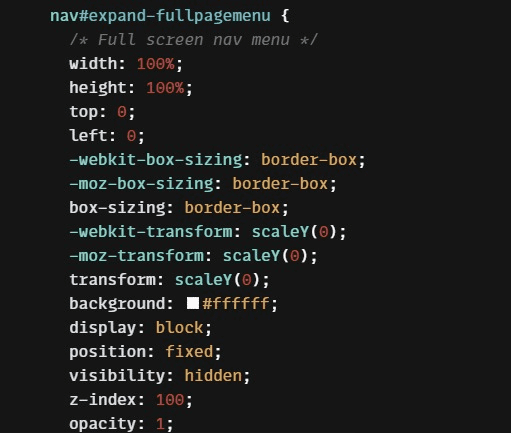 nav#expand-fullpagemenu {
/* Full screen nav menu */
width: 100%;
height: 100%;
top: 0;
left: 0;
-webkit-box-sizing: border-box;
-moz-box-sizing: border-box;
box-sizing: border-box;
-webkit-transform: scaleY(0);
-moz-transform: scaleY(0);
transform: scaleY(0);
background: #ffffff;
display: block;
position: fixed;
visibility: hidden;
z-index: 100;
opacity: 1;